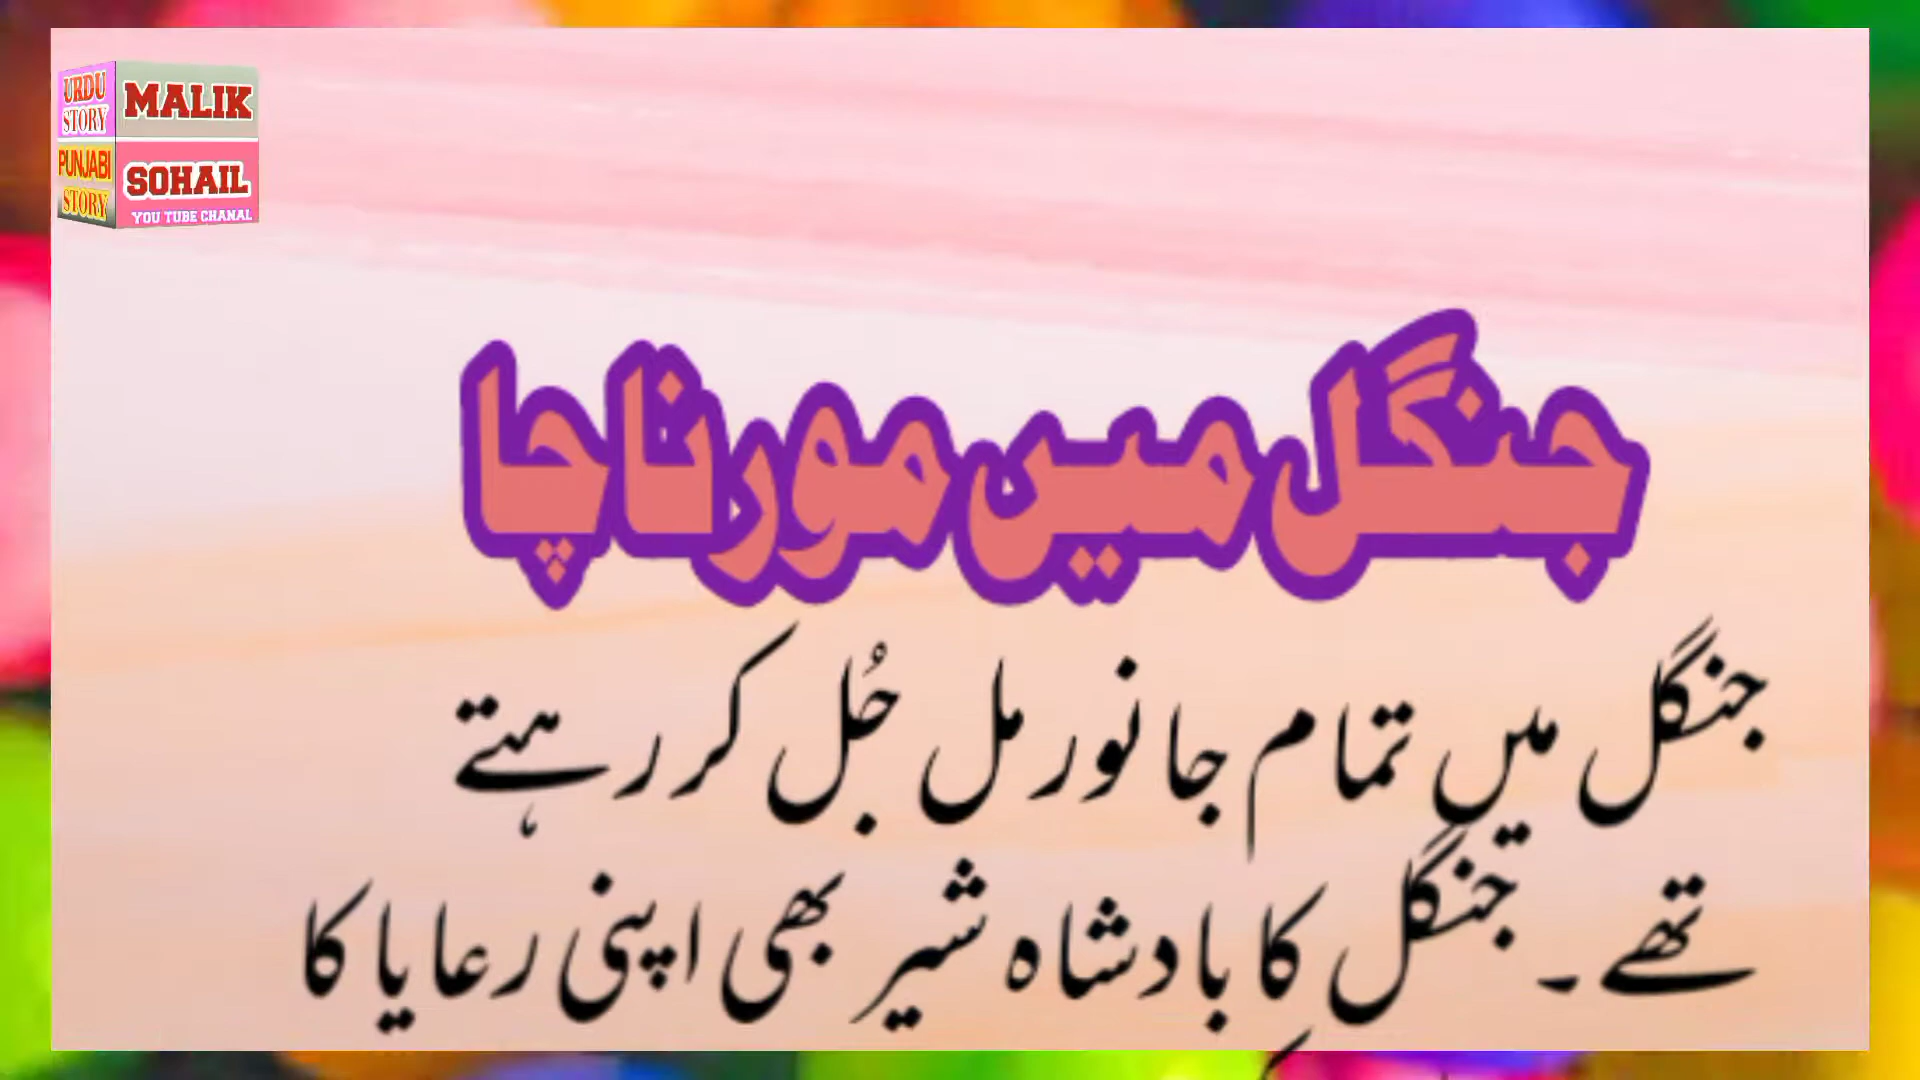 URDU
STORY
MALIK
PUNJABI
STORY
SOHAIL
YOU TUBE CHANAL
جنگل میں مور ناچا
جنگل میں تمام جانور مل جُل کر رہتے
تھے ۔ جنگل کا بادشاہ شیر بھی اپنی رعایا کا